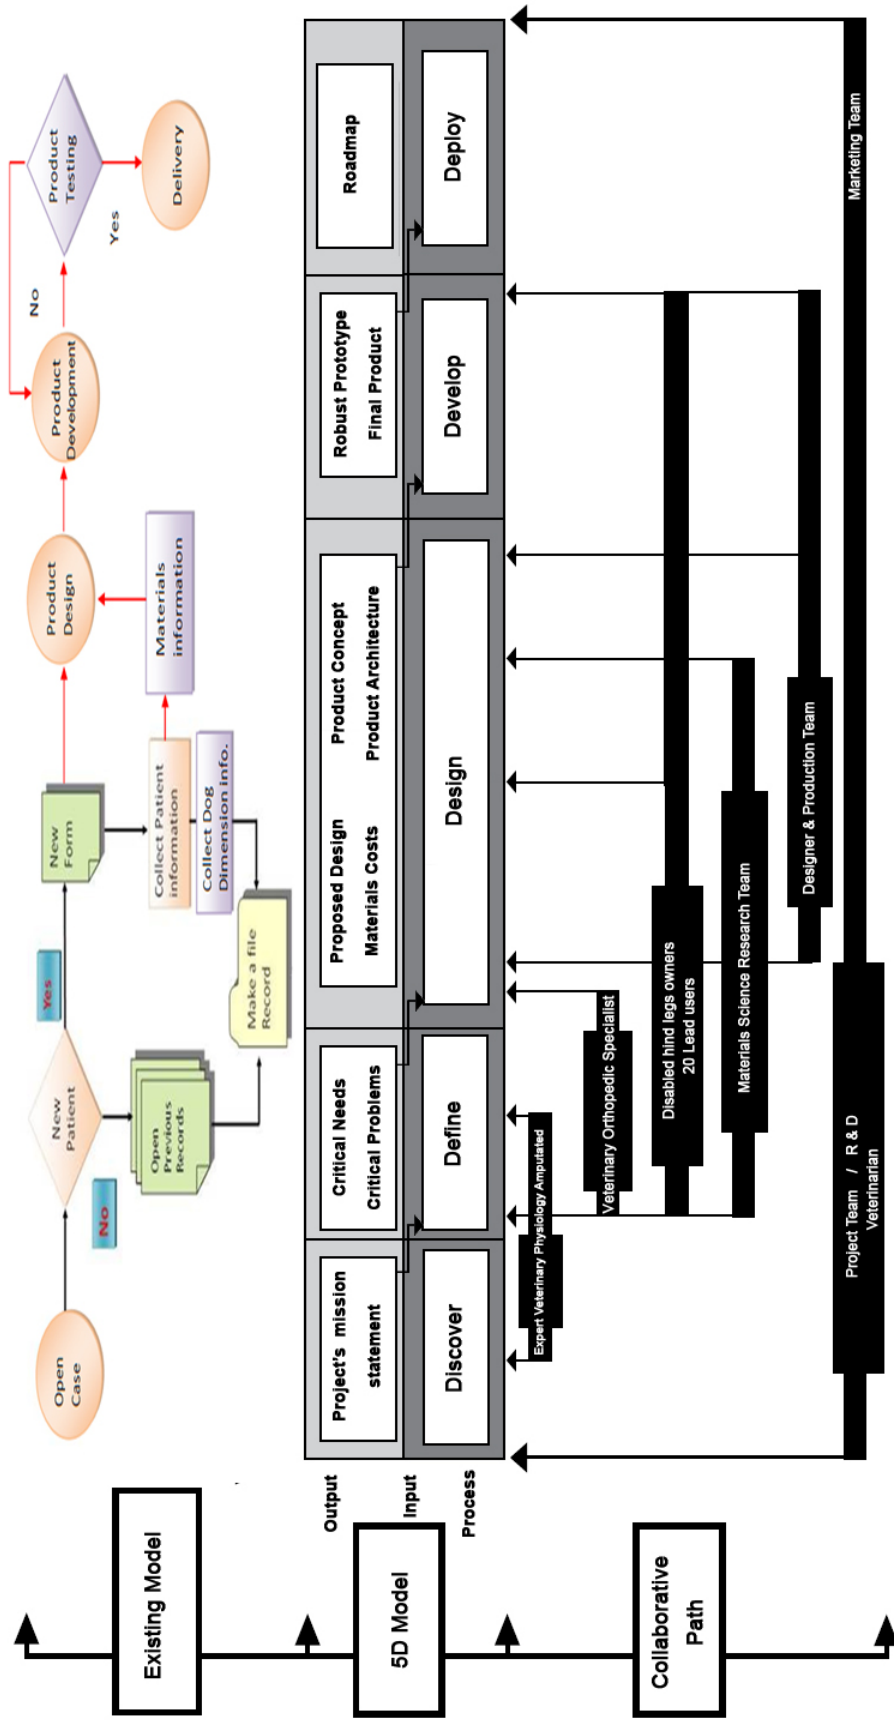 Existing Model
Open
Case
New
Patient
No
Yes
Open
Previous
Records
New
Form
Collect Patient
information
Collect Dog
Dimension info.
Make a file
Record
Materials
information
Product
Design
Product
Development
No
Product
Testing
Yes
Delivery
5D Model
Output
Input
Process
Project's mission
statement
Discover
Critical Needs
Critical Problems
Define
Proposed Design
Materials Costs
Product Concept
Product Architecture
Design
Robust Prototype
Final Product
Develop
Roadmap
Deploy
Collaborative
Path
Expert Veterinary Physiology Amputated
Veterinary Orthopedic Specialist
Disabled hind legs owners
20 Lead users
Materials Science Research Team
Designer & Production Team
Project Team / R & D
Veterinarian
Marketing Team